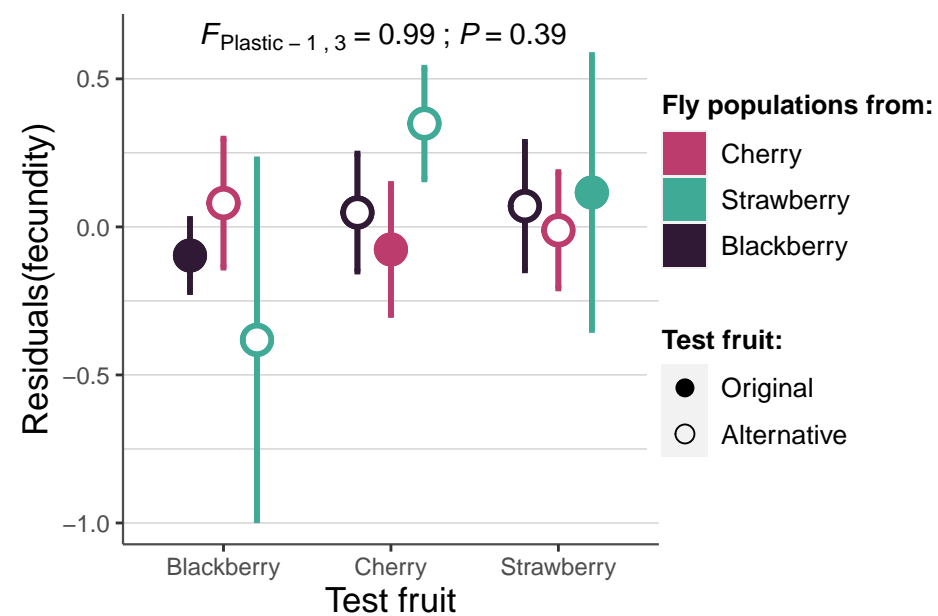 F Plastic – 1 , 3 = 0.99 ; P = 0.39
Residuals(fecundity)
0.5
0.0
−0.5
−1.0
Blackberry Cherry Strawberry
Test fruit
Fly populations from:
Cherry
Strawberry
Blackberry
Test fruit:
Original
Alternative